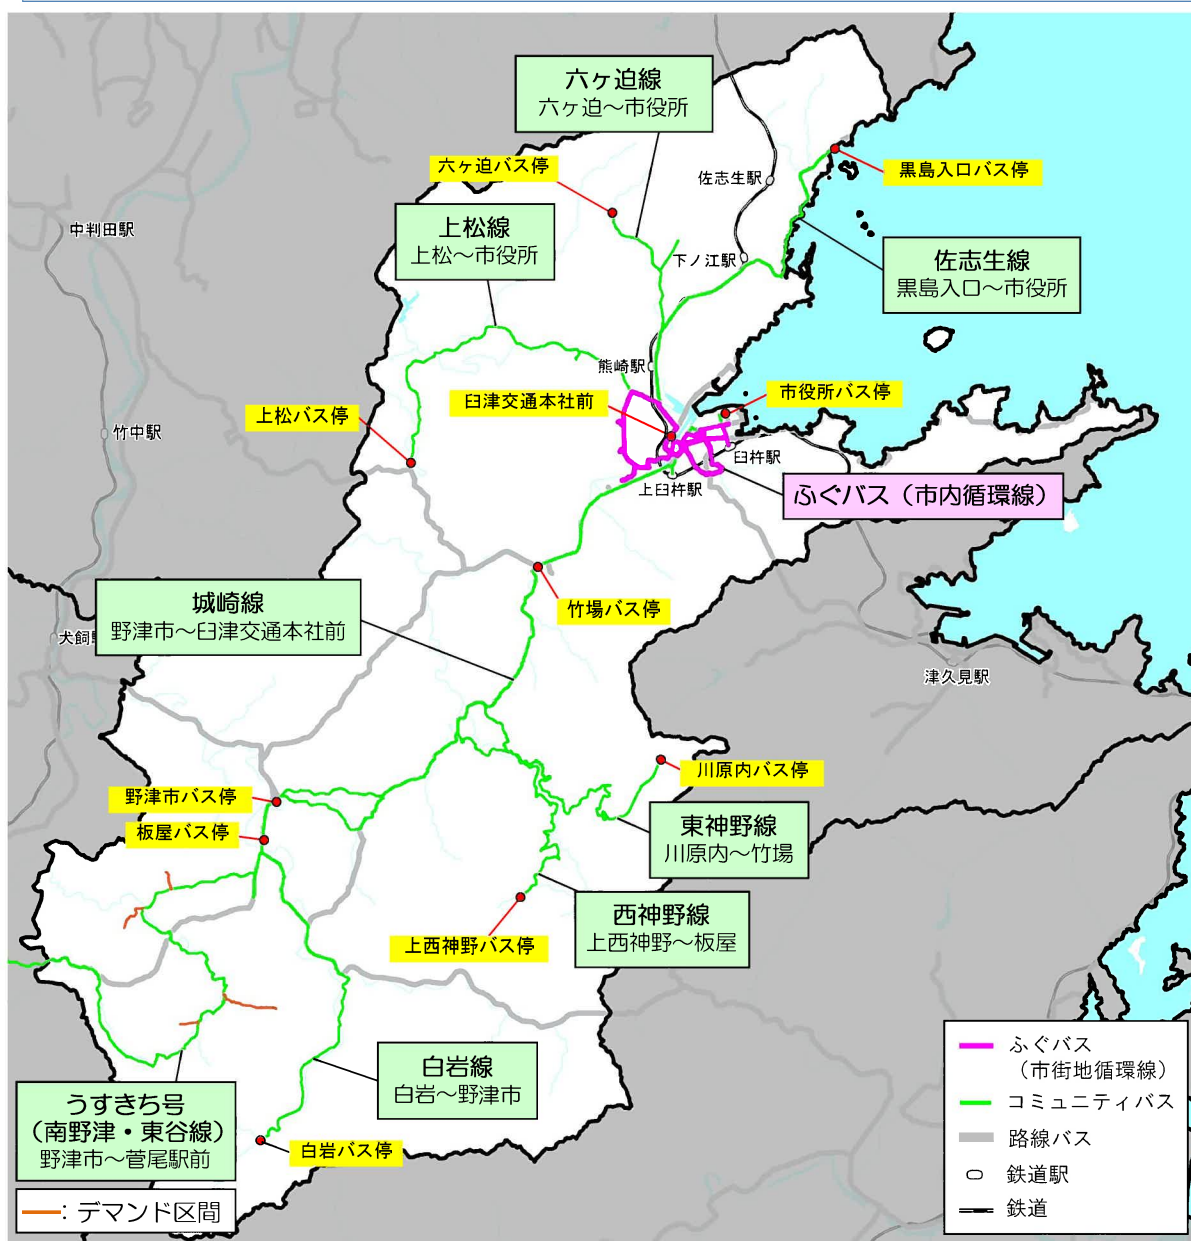 六ヶ迫線
六ヶ迫～市役所
六ヶ迫バス停
佐志生駅
黒島入口バス停
上松線
上松～市役所
中判田駅
下ノ江駅
佐志生線
黒島入口～市役所
熊崎駅
臼津交通本社前
市役所バス停
上松バス停
竹中駅
臼杵駅
上臼杵駅
ふぐバス（市内循環線）
城崎線
野津市～臼津交通本社前
竹場バス停
犬飼
津久見駅
川原内バス停
野津市バス停
板屋バス停
東神野線
川原内～竹場
西神野線
上西神野～板屋
上西神野バス停
白岩線
白岩～野津市
うすきち号
（南野津・東谷線）
野津市～菅尾駅前
白岩バス停
：デマンド区間
ふぐバス
（市街地循環線）
コミュニティバス
路線バス
鉄道駅
鉄道